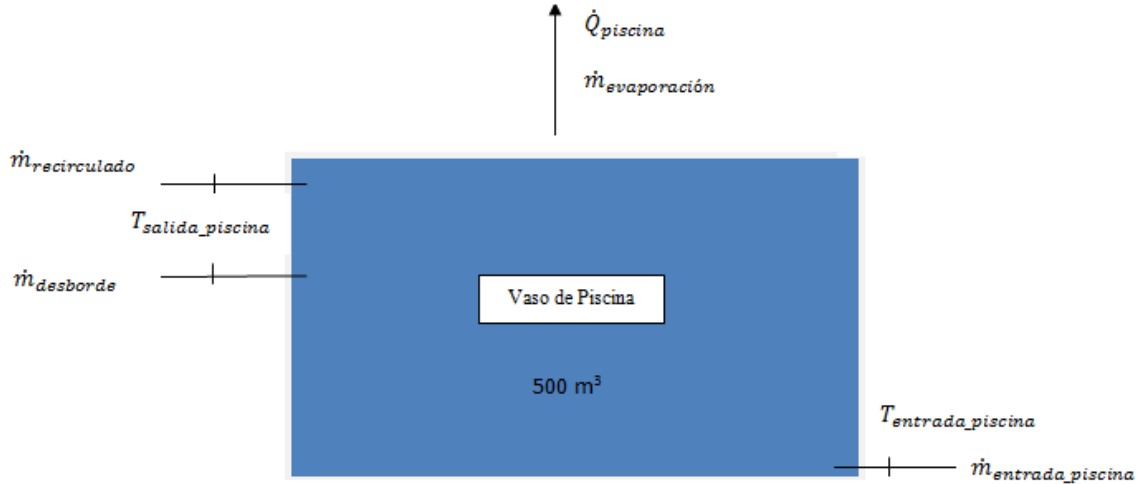 Q̇piscina
ṁevaporación
ṁrecirculado
Tsalida_piscina
ṁdesborde
Vaso de Piscina
500 m³
Tentrada_piscina
ṁentrada_piscina